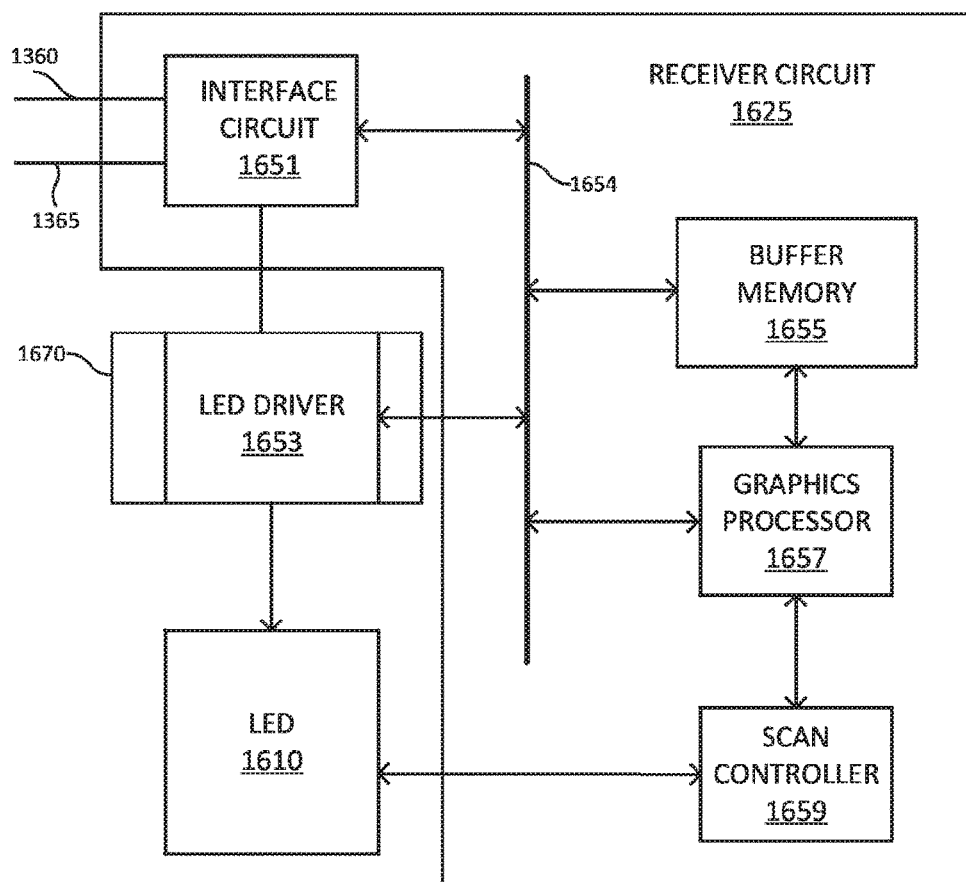 1360
INTERFACE
CIRCUIT
1651
RECEIVER CIRCUIT
1625
1365
1654
BUFFER
MEMORY
1655
1670
LED DRIVER
1653
GRAPHICS
PROCESSOR
1657
LED
1610
SCAN
CONTROLLER
1659